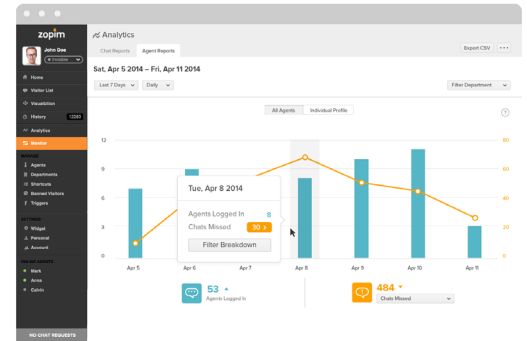 zopim
Analytics
John Doe
Invisible
Chat Reports
Agent Reports
Export CSV
Sat, Apr 5 2014 – Fri, Apr 11 2014
Last 7 Days
Daily
Filter Department
Home
Visitor List
Visualization
History
12280
Analytics
Monitor
MANAGE
Agents
Departments
Shortcuts
Banned Visitors
Triggers
SETTINGS
Widget
Personal
Account
ONLINE AGENTS
Mark
Anna
Calvin
NO CHAT REQUESTS
All Agents
Individual Profile
?
12
9
6
3
0
80
60
40
20
0
Tue, Apr 8 2014
Agents Logged In 8
Chats Missed 30
Filter Breakdown
Apr 5
Apr 6
Apr 7
Apr 8
Apr 9
Apr 10
Apr 11
53
Agents Logged In
484
Chats Missed